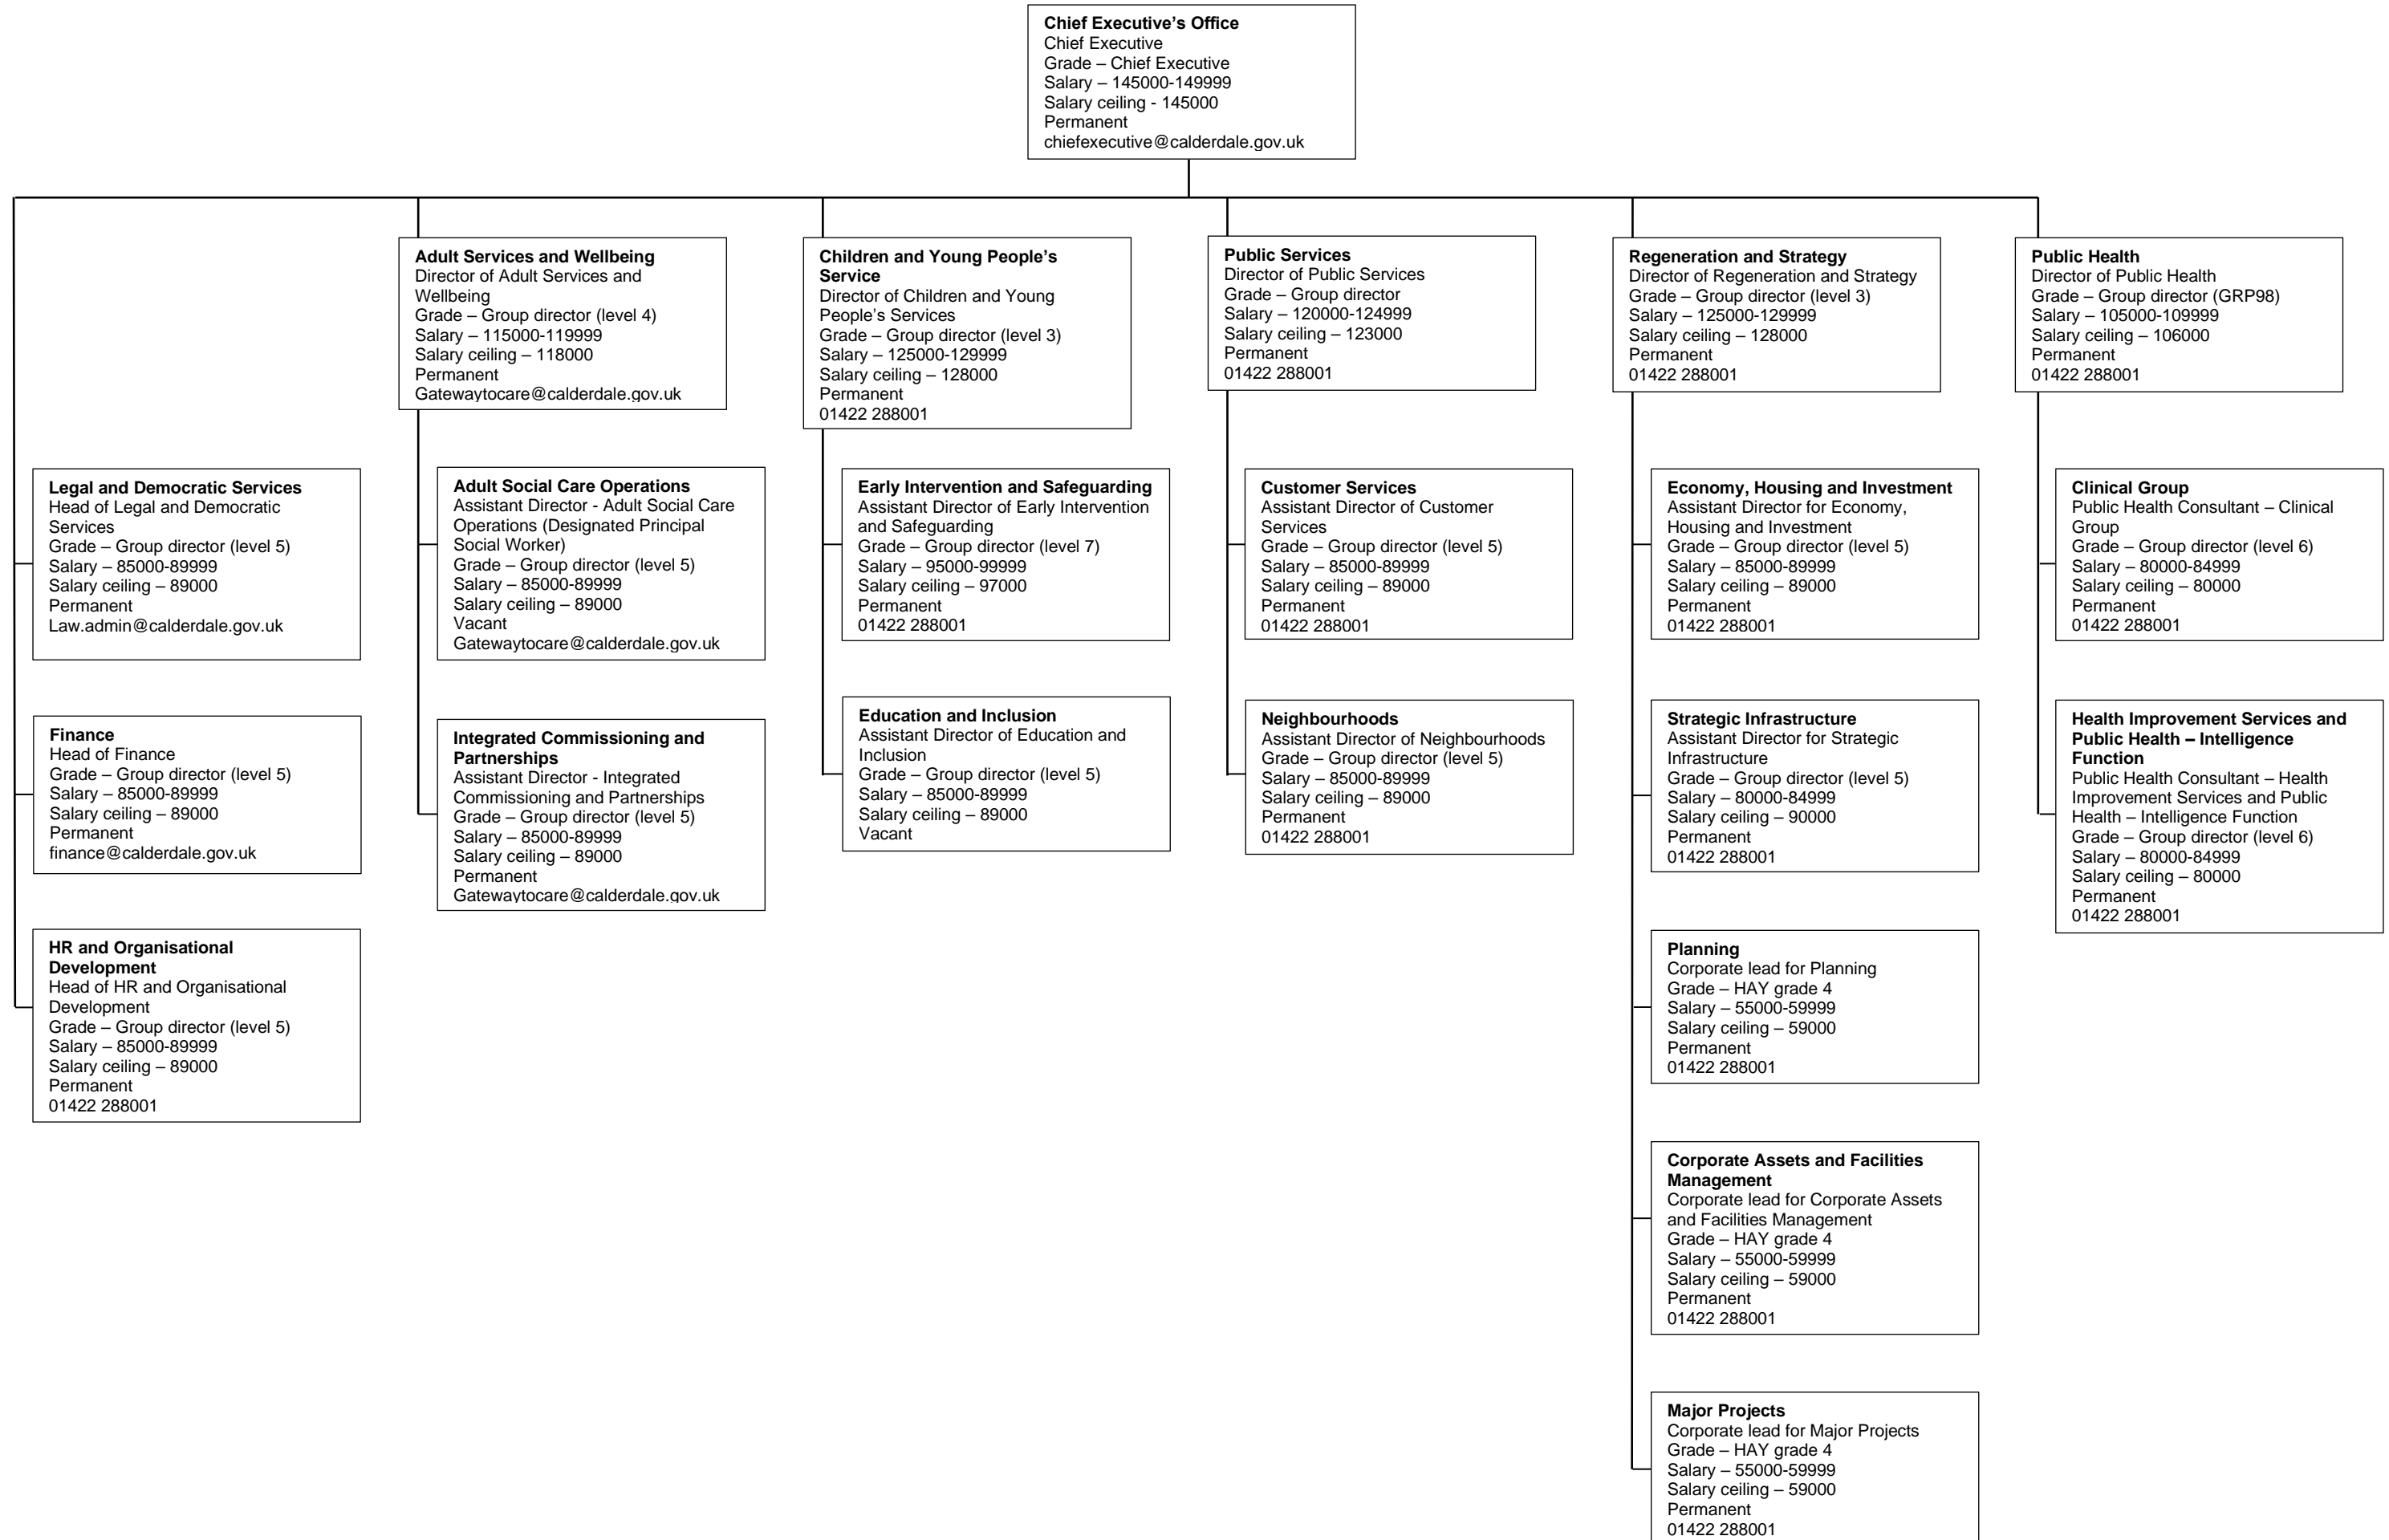 Chief Executive’s Office
Chief Executive
Grade – Chief Executive
Salary – 145000-149999
Salary ceiling - 145000
Permanent
chiefexecutive@calderdale.gov.uk
Legal and Democratic Services
Head of Legal and Democratic
Services
Grade – Group director (level 5)
Salary – 85000-89999
Salary ceiling – 89000
Permanent
Law.admin@calderdale.gov.uk
Finance
Head of Finance
Grade – Group director (level 5)
Salary – 85000-89999
Salary ceiling – 89000
Permanent
finance@calderdale.gov.uk
HR and Organisational
Development
Head of HR and Organisational
Development
Grade – Group director (level 5)
Salary – 85000-89999
Salary ceiling – 89000
Permanent
01422 288001
Adult Services and Wellbeing
Director of Adult Services and
Wellbeing
Grade – Group director (level 4)
Salary – 115000-119999
Salary ceiling – 118000
Permanent
Gatewaytocare@calderdale.gov.uk
Adult Social Care Operations
Assistant Director - Adult Social Care
Operations (Designated Principal
Social Worker)
Grade – Group director (level 5)
Salary – 85000-89999
Salary ceiling – 89000
Vacant
Gatewaytocare@calderdale.gov.uk
Integrated Commissioning and
Partnerships
Assistant Director - Integrated
Commissioning and Partnerships
Grade – Group director (level 5)
Salary – 85000-89999
Salary ceiling – 89000
Permanent
Gatewaytocare@calderdale.gov.uk
Children and Young People’s
Service
Director of Children and Young
People’s Services
Grade – Group director (level 3)
Salary – 125000-129999
Salary ceiling – 128000
Permanent
01422 288001
Early Intervention and Safeguarding
Assistant Director of Early Intervention
and Safeguarding
Grade – Group director (level 7)
Salary – 95000-99999
Salary ceiling – 97000
Permanent
01422 288001
Education and Inclusion
Assistant Director of Education and
Inclusion
Grade – Group director (level 5)
Salary – 85000-89999
Salary ceiling – 89000
Vacant
Public Services
Director of Public Services
Grade – Group director
Salary – 120000-124999
Salary ceiling – 123000
Permanent
01422 288001
Customer Services
Assistant Director of Customer
Services
Grade – Group director (level 5)
Salary – 85000-89999
Salary ceiling – 89000
Permanent
01422 288001
Neighbourhoods
Assistant Director of Neighbourhoods
Grade – Group director (level 5)
Salary – 85000-89999
Salary ceiling – 89000
Permanent
01422 288001
Regeneration and Strategy
Director of Regeneration and Strategy
Grade – Group director (level 3)
Salary – 125000-129999
Salary ceiling – 128000
Permanent
01422 288001
Economy, Housing and Investment
Assistant Director for Economy,
Housing and Investment
Grade – Group director (level 5)
Salary – 85000-89999
Salary ceiling – 89000
Permanent
01422 288001
Strategic Infrastructure
Assistant Director for Strategic
Infrastructure
Grade – Group director (level 5)
Salary – 80000-84999
Salary ceiling – 90000
Permanent
01422 288001
Planning
Corporate lead for Planning
Grade – HAY grade 4
Salary – 55000-59999
Salary ceiling – 59000
Permanent
01422 288001
Corporate Assets and Facilities
Management
Corporate lead for Corporate Assets
and Facilities Management
Grade – HAY grade 4
Salary – 55000-59999
Salary ceiling – 59000
Permanent
01422 288001
Major Projects
Corporate lead for Major Projects
Grade – HAY grade 4
Salary – 55000-59999
Salary ceiling – 59000
Permanent
01422 288001
Public Health
Director of Public Health
Grade – Group director (GRP98)
Salary – 105000-109999
Salary ceiling – 106000
Permanent
01422 288001
Clinical Group
Public Health Consultant – Clinical
Group
Grade – Group director (level 6)
Salary – 80000-84999
Salary ceiling – 80000
Permanent
01422 288001
Health Improvement Services and
Public Health – Intelligence
Function
Public Health Consultant – Health
Improvement Services and Public
Health – Intelligence Function
Grade – Group director (level 6)
Salary – 80000-84999
Salary ceiling – 80000
Permanent
01422 288001